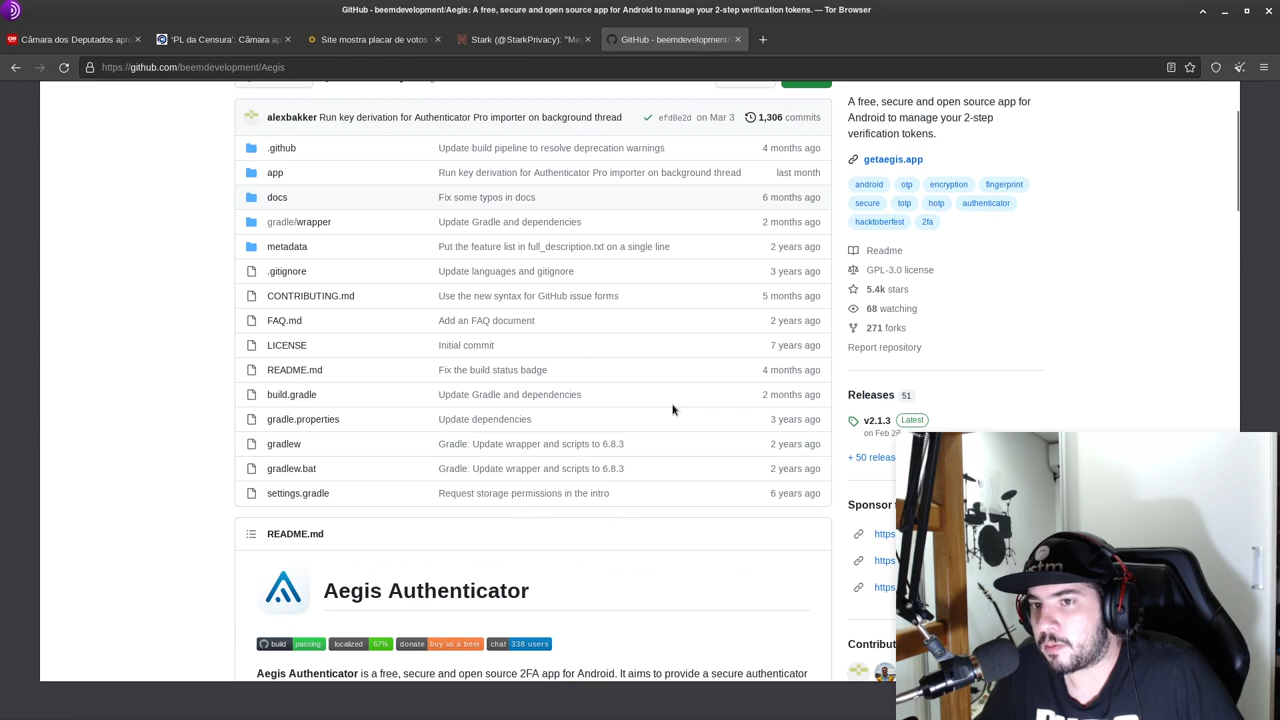 GitHub - beemdevelopment/Aegis: A free, secure and open source app for Android to manage your 2-step verification tokens. — Tor Browser
Câmara dos Deputados apro
'PL da Censura': Câmara ap
Site mostra placar de votos
Stark (@StarkPrivacy): "Me
GitHub - beemdevelopment/A
https://github.com/beemdevelopment/Aegis
alexbakker Run key derivation for Authenticator Pro importer on background thread efd8e2d on Mar 3 1,306 commits
.github Update build pipeline to resolve deprecation warnings 4 months ago
app Run key derivation for Authenticator Pro importer on background thread last month
docs Fix some typos in docs 6 months ago
gradle/wrapper Update Gradle and dependencies 2 months ago
metadata Put the feature list in full_description.txt on a single line 2 years ago
.gitignore Update languages and gitignore 3 years ago
CONTRIBUTING.md Use the new syntax for GitHub issue forms 5 months ago
FAQ.md Add an FAQ document 2 years ago
LICENSE Initial commit 7 years ago
README.md Fix the build status badge 4 months ago
build.gradle Update Gradle and dependencies 2 months ago
gradle.properties Update dependencies 3 years ago
gradlew Gradle: Update wrapper and scripts to 6.8.3 2 years ago
gradlew.bat Gradle: Update wrapper and scripts to 6.8.3 2 years ago
settings.gradle Request storage permissions in the intro 6 years ago
README.md
Aegis Authenticator
build passing localized 67% donate buy us a beer chat 338 users
Aegis Authenticator is a free, secure and open source 2FA app for Android. It aims to provide a secure authenticator
A free, secure and open source app for
Android to manage your 2-step
verification tokens.
getaegis.app
android otp encryption fingerprint
secure totp hotp authenticator
hacktoberfest 2fa
Readme
GPL-3.0 license
5.4k stars
68 watching
271 forks
Report repository
Releases 51
v2.1.3 Latest
on Feb 2
+ 50 releas
Sponsor
https
https
https
Contribut